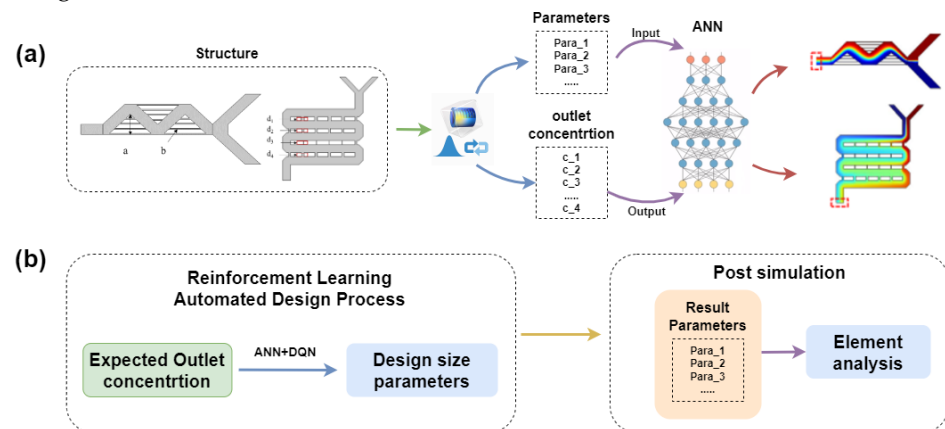 (a)
Structure
a
b
d₁
d₂
d₃
d₄
Parameters
Para_1
Para_2
Para_3
.....
outlet
concentrtion
c_1
c_2
c_3
.....
c_4
Input
Output
ANN
(b)
Reinforcement Learning
Automated Design Process
Expected Outlet
concentrtion
ANN+DQN
Design size
parameters
Post simulation
Result
Parameters
Para_1
Para_2
Para_3
.....
Element
analysis